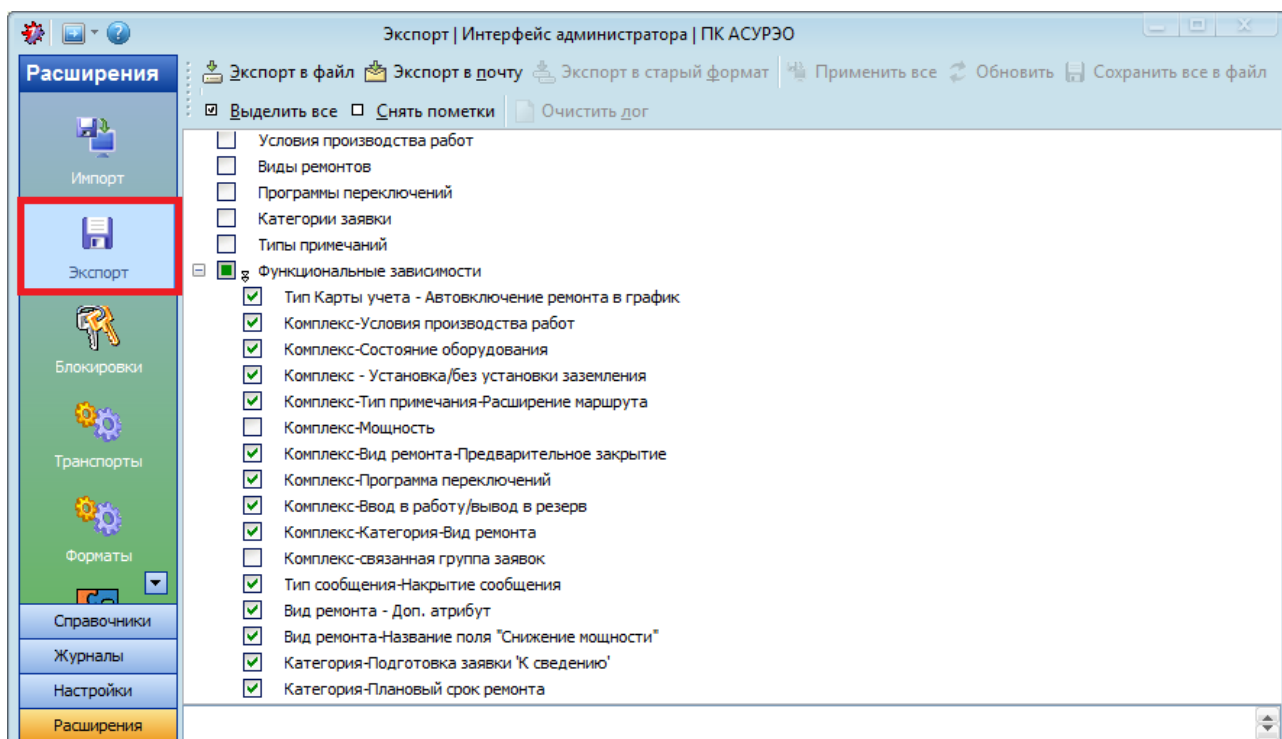 Экспорт | Интерфейс администратора | ПК АСУРЭО
Расширения
Экспорт в файл Экспорт в почту Экспорт в старый формат Применить все Обновить Сохранить все в файл
Выделить все Снять пометки Очистить лог
Импорт
Экспорт
Блокировки
Транспорты
Форматы
Справочники
Журналы
Настройки
Расширения
Условия производства работ
Виды ремонтов
Программы переключений
Категории заявки
Типы примечаний
Функциональные зависимости
Тип Карты учета - Автовключение ремонта в график
Комплекс-Условия производства работ
Комплекс-Состояние оборудования
Комплекс - Установка/без установки заземления
Комплекс-Тип примечания-Расширение маршрута
Комплекс-Мощность
Комплекс-Вид ремонта-Предварительное закрытие
Комплекс-Программа переключений
Комплекс-Ввод в работу/вывод в резерв
Комплекс-Категория-Вид ремонта
Комплекс-связанная группа заявок
Тип сообщения-Накрытие сообщения
Вид ремонта - Доп. атрибут
Вид ремонта-Название поля "Снижение мощности"
Категория-Подготовка заявки 'К сведению'
Категория-Плановый срок ремонта